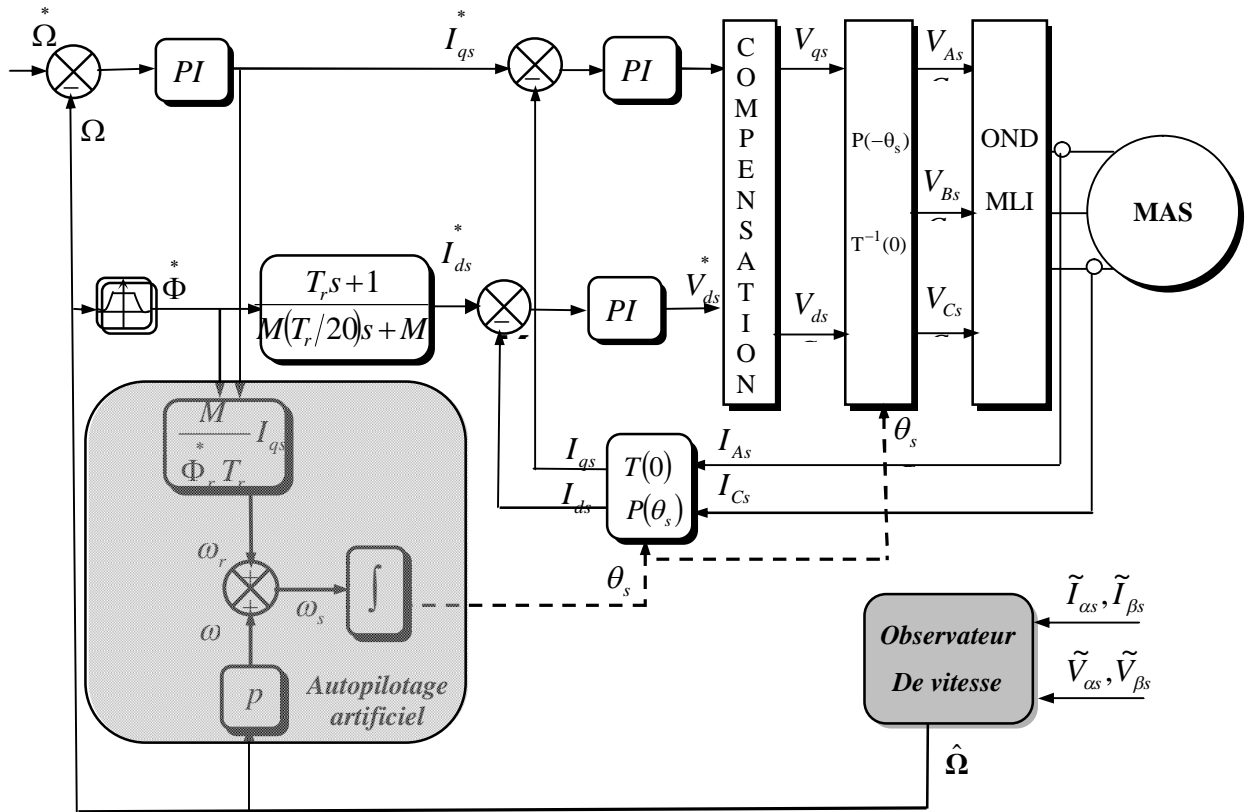 Ω*
PI
I*qs
PI
COMPENSATION
Vqs
VAs
Ω
P(−θs)
OND
VBs
MLI
MAS
T⁻¹(0)
Φ*
Trs+1
M(Tr/20)s+M
I*ds
PI
V*ds
Vds
VCs
θs
M
Φ*r Tr
Iqs
Iqs
Ids
T(0)
P(θs)
IAs
ICs
ωr
+
+
ωs
∫
θs
ω
p
Autopilotage
artificiel
Observateur
De vitesse
Ĩαs, Ĩβs
Ṽαs, Ṽβs
Ω̂